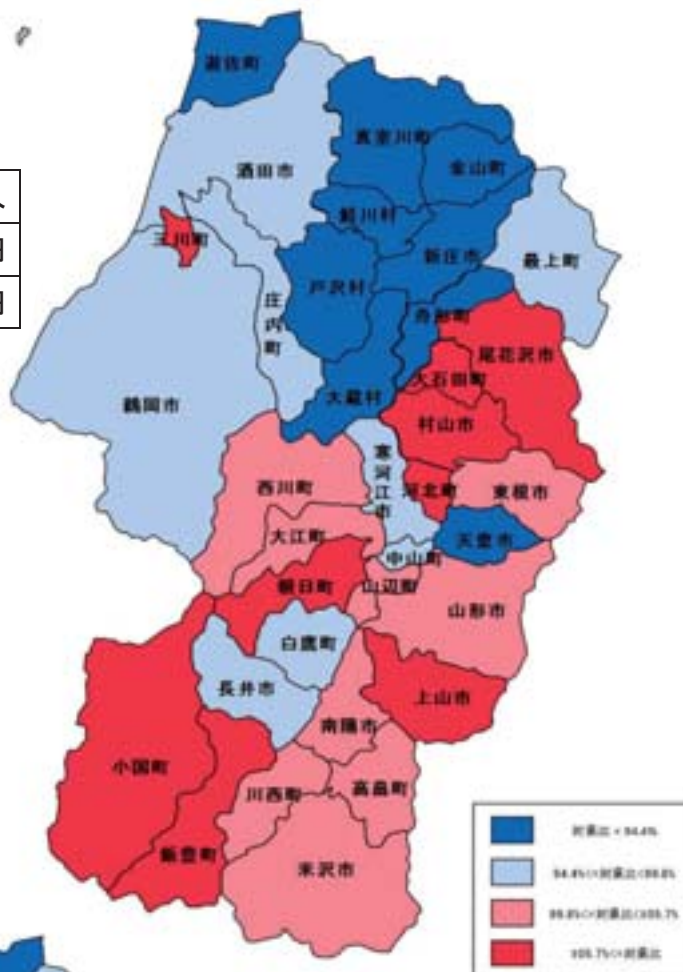 遊佐町
真室川町
金山町
酒田市
鮭川村
新庄市
最上町
三川町
戸沢村
庄内町
舟形町
尾花沢市
大石田町
大蔵村
鶴岡市
村山市
寒河江市
河北町
東根市
西川町
大江町
天童市
中山町
朝日町
山辺町
山形市
白鷹町
長井市
上山市
南陽市
小国町
川西町
高畠町
飯豊町
米沢市